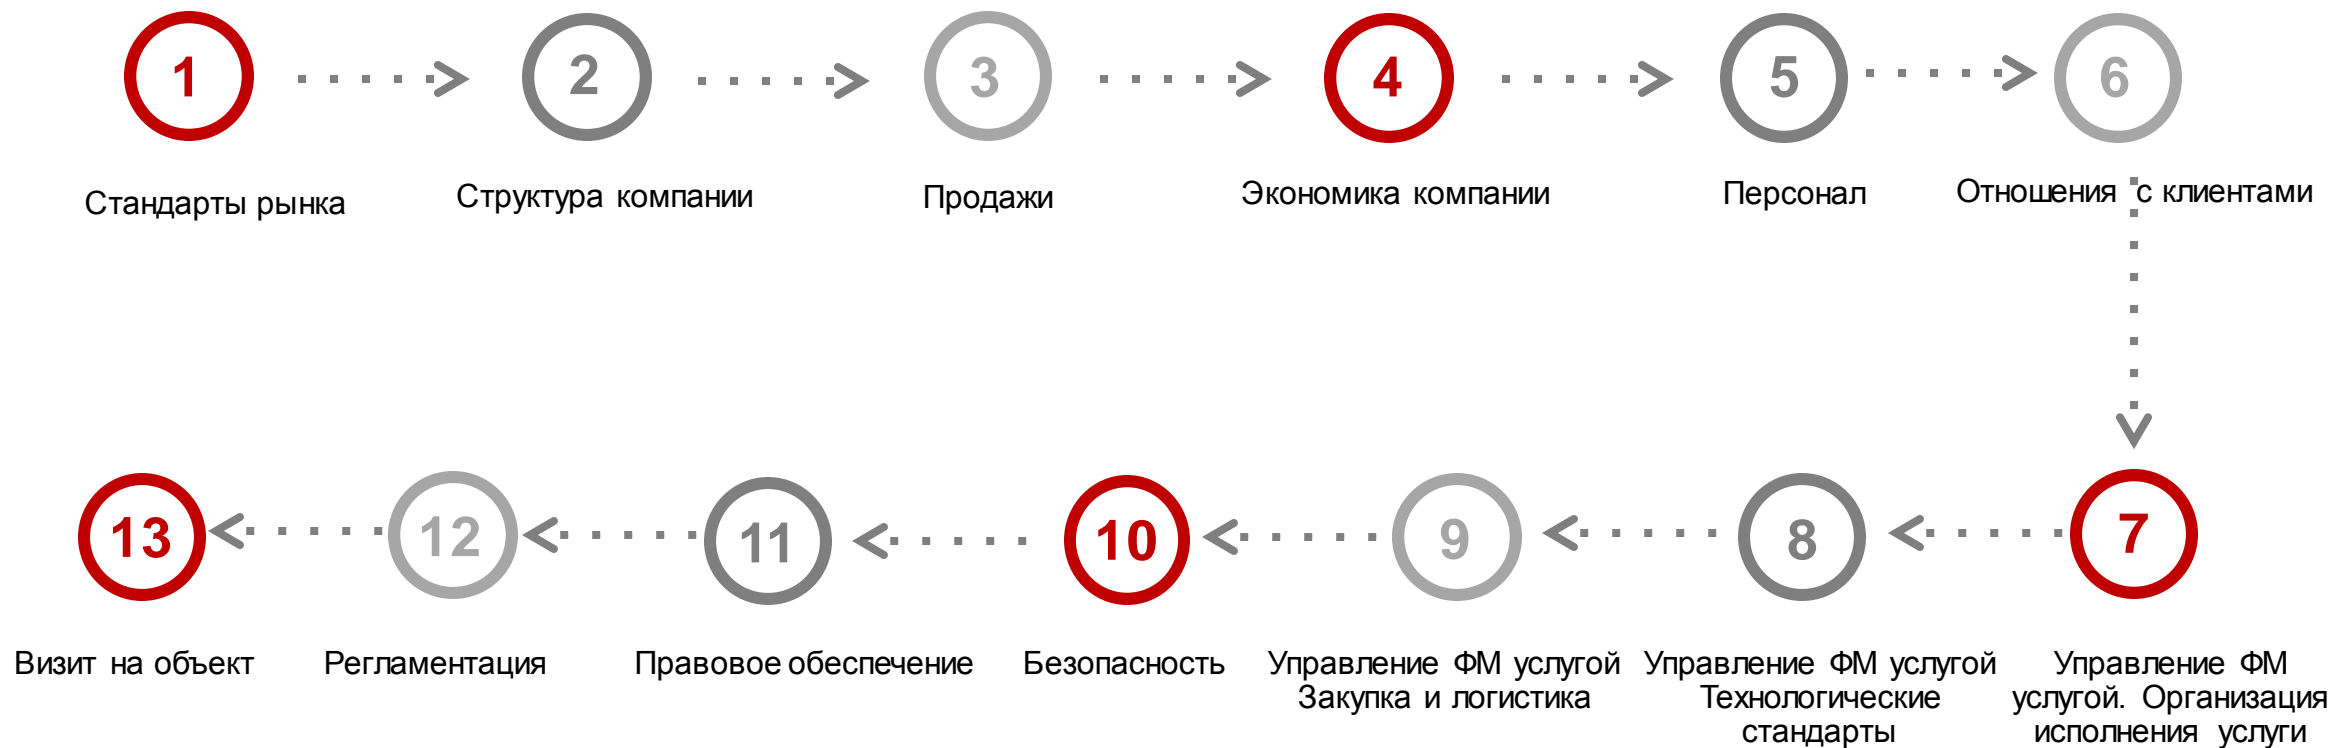 1
2
3
4
5
6
Стандарты рынка
Структура компании
Продажи
Экономика компании
Персонал
Отношения с клиентами
13
12
11
10
9
8
7
Визит на объект
Регламентация
Правовое обеспечение
Безопасность
Управление ФМ услугой
Закупка и логистика
Управление ФМ услугой
Технологические
стандарты
Управление ФМ
услугой. Организация
исполнения услуги